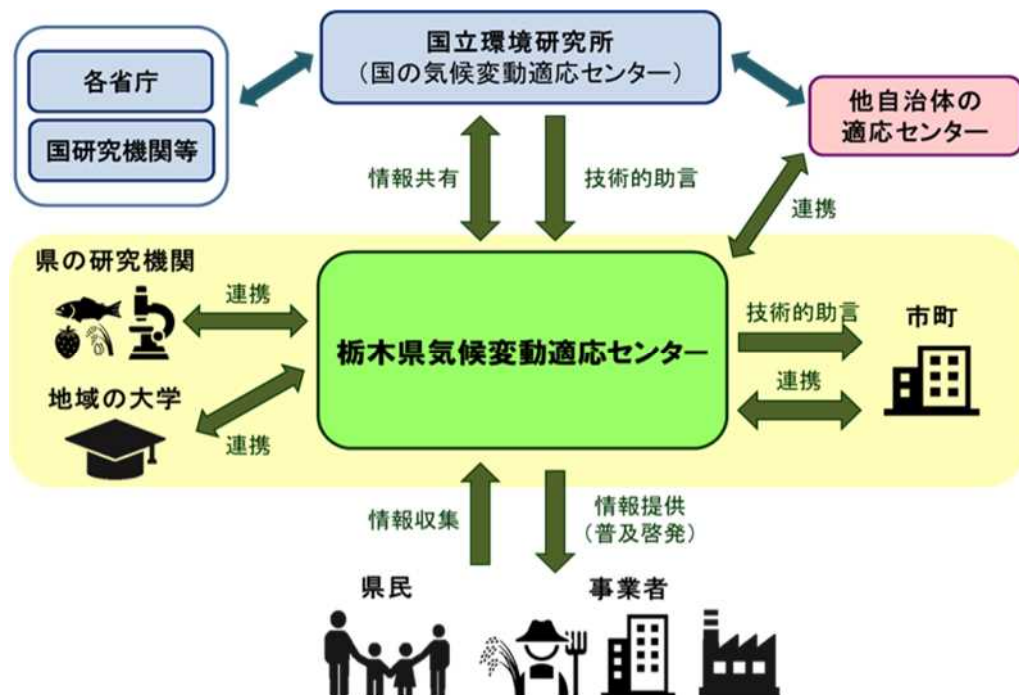 国立環境研究所
（国の気候変動適応センター）
各省庁
国研究機関等
他自治体の
適応センター
情報共有
技術的助言
連携
県の研究機関
連携
栃木県気候変動適応センター
技術的助言
市町
連携
地域の大学
連携
情報収集
情報提供
（普及啓発）
県民
事業者